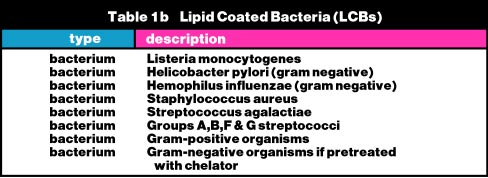 Table 1b Lipid Coated Bacteria (LCBs)
type description
bacterium Listeria monocytogenes
bacterium Helicobacter pylori (gram negative)
bacterium Hemophilus influenzae (gram negative)
bacterium Staphylococcus aureus
bacterium Streptococcus agalactiae
bacterium Groups A,B,F & G streptococci
bacterium Gram-positive organisms
bacterium Gram-negative organisms if pretreated
with chelator